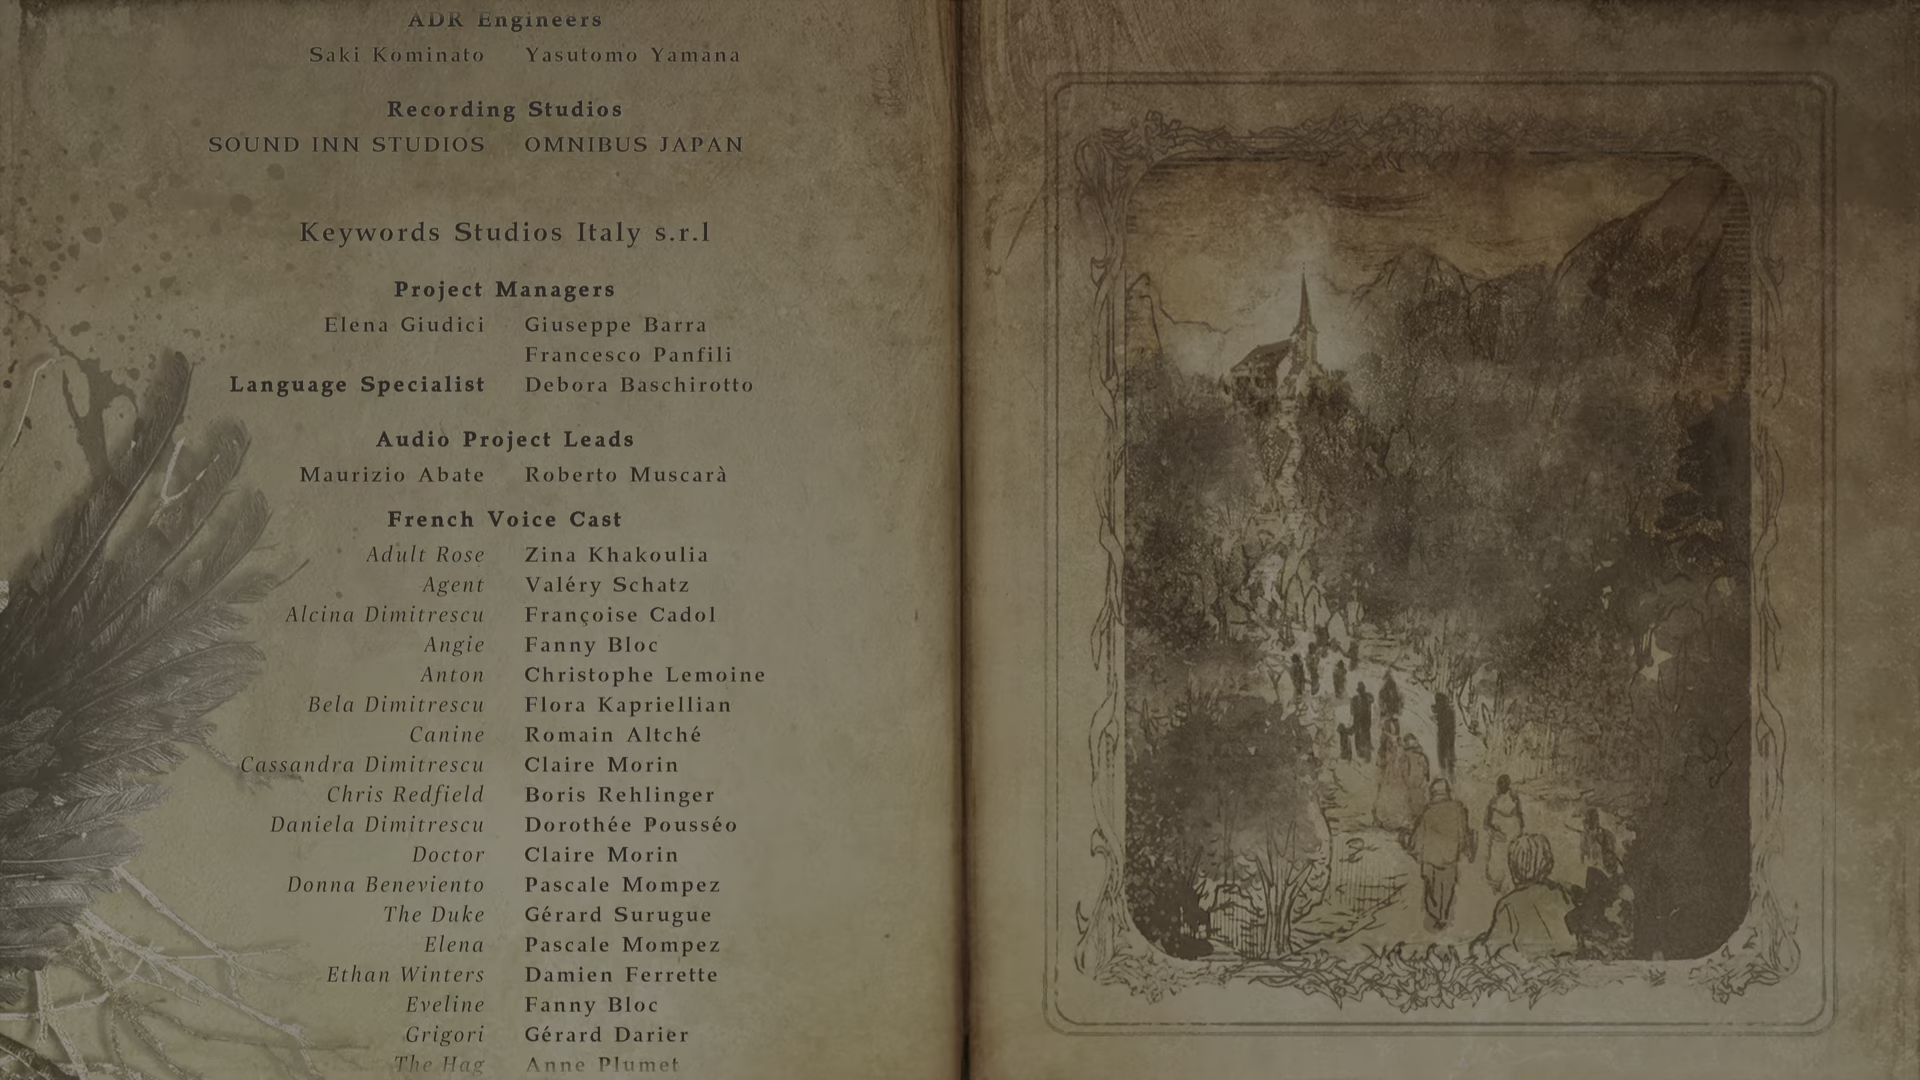 ADR Engineers
Saki Kominato Yasutomo Yamana
Recording Studios
SOUND INN STUDIOS OMNIBUS JAPAN
Keywords Studios Italy s.r.l
Project Managers
Elena Giudici Giuseppe Barra
Francesco Panfili
Language Specialist Debora Baschirotto
Audio Project Leads
Maurizio Abate Roberto Muscarà
French Voice Cast
Adult Rose Zina Khakoulia
Agent Valéry Schatz
Alcina Dimitrescu Françoise Cadol
Angie Fanny Bloc
Anton Christophe Lemoine
Bela Dimitrescu Flora Kapriellian
Canine Romain Altché
Cassandra Dimitrescu Claire Morin
Chris Redfield Boris Rehlinger
Daniela Dimitrescu Dorothée Pousséo
Doctor Claire Morin
Donna Beneviento Pascale Mompez
The Duke Gérard Surugue
Elena Pascale Mompez
Ethan Winters Damien Ferrette
Eveline Fanny Bloc
Grigori Gérard Darier
The Hag Anne Plumet